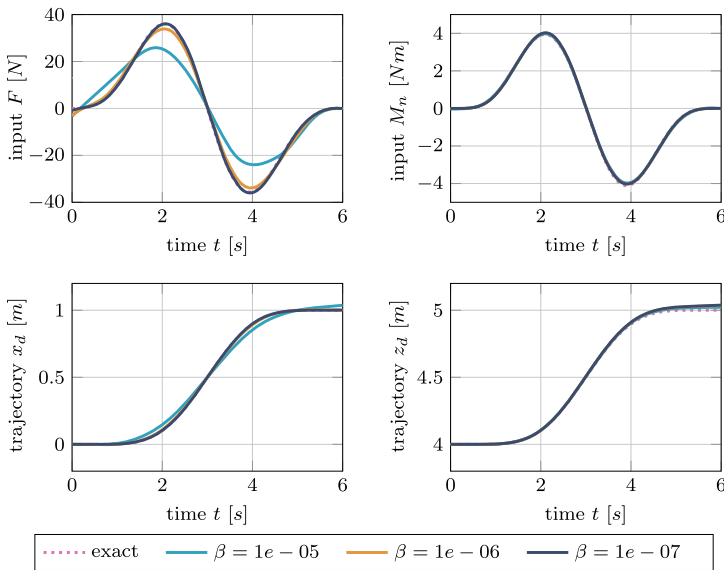 input F [N]
40
20
0
−20
−40
0 2 4 6
time t [s]
input M_n [Nm]
4
2
0
−2
−4
0 2 4 6
time t [s]
trajectory x_d [m]
1
0.5
0
0 2 4 6
time t [s]
trajectory z_d [m]
5
4.5
4
0 2 4 6
time t [s]
exact β = 1e − 05 β = 1e − 06 β = 1e − 07